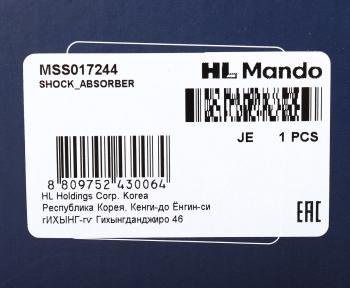 MSS017244
HL Mando
SHOCK_ABSORBER
JE 1 PCS
8 809752 430064
HL Holdings Corp. Korea
Республика Корея, Кенги-до Ёнгин-си
гИХЫНГ-гу Гихынгданджиро 46
EAC